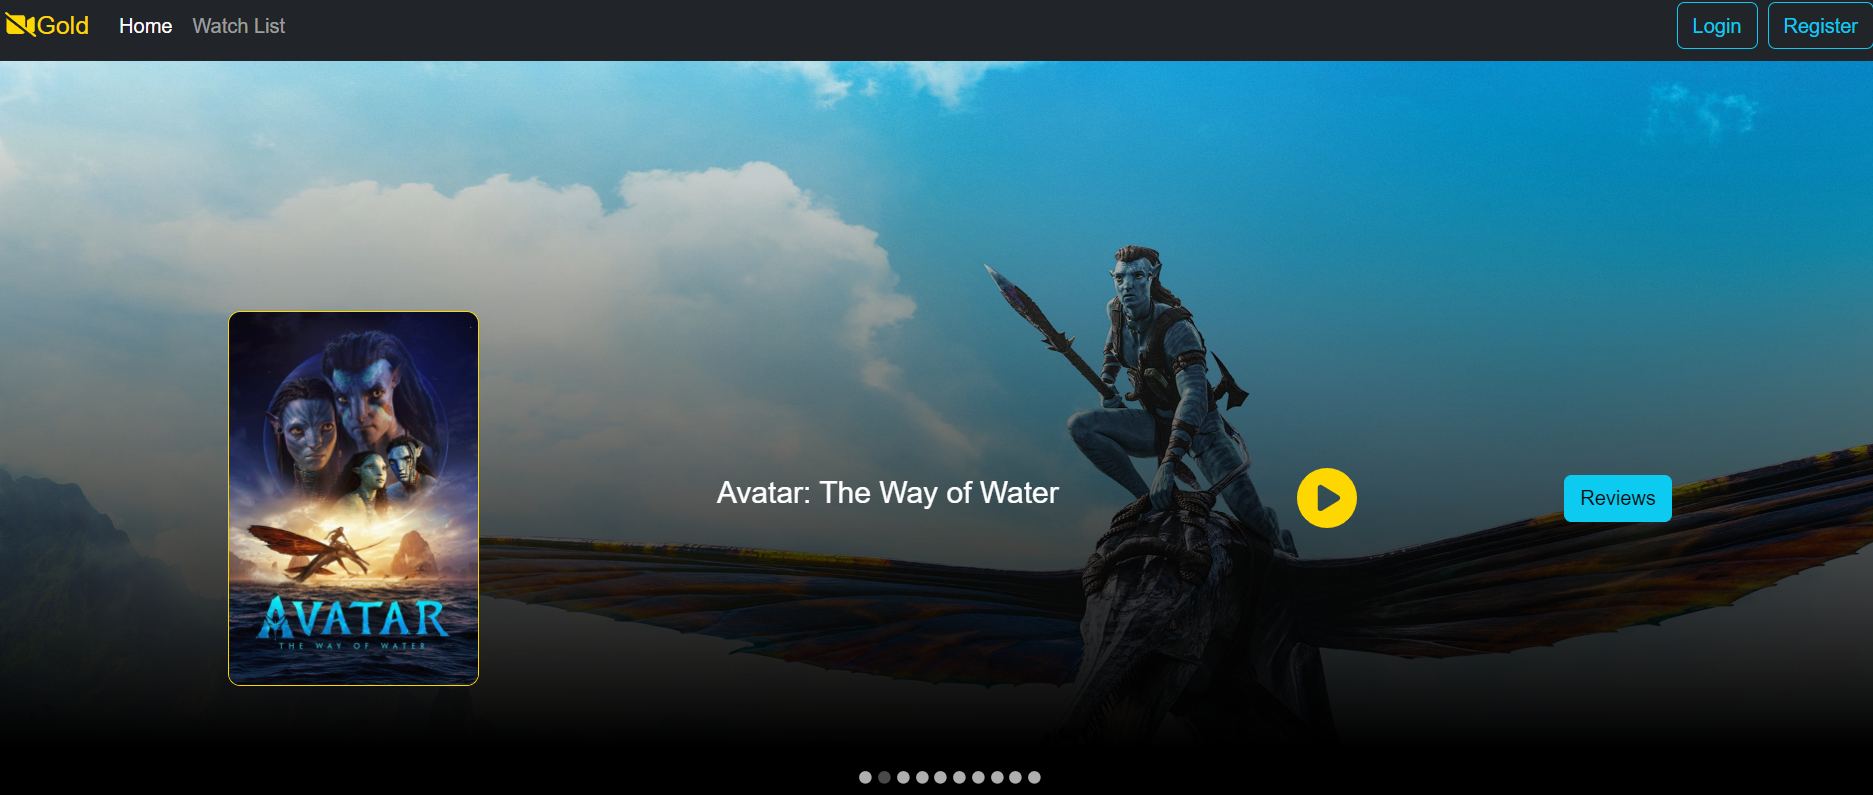 Gold Home Watch List Login Register
Avatar: The Way of Water
Reviews
AVATAR
THE WAY OF WATER